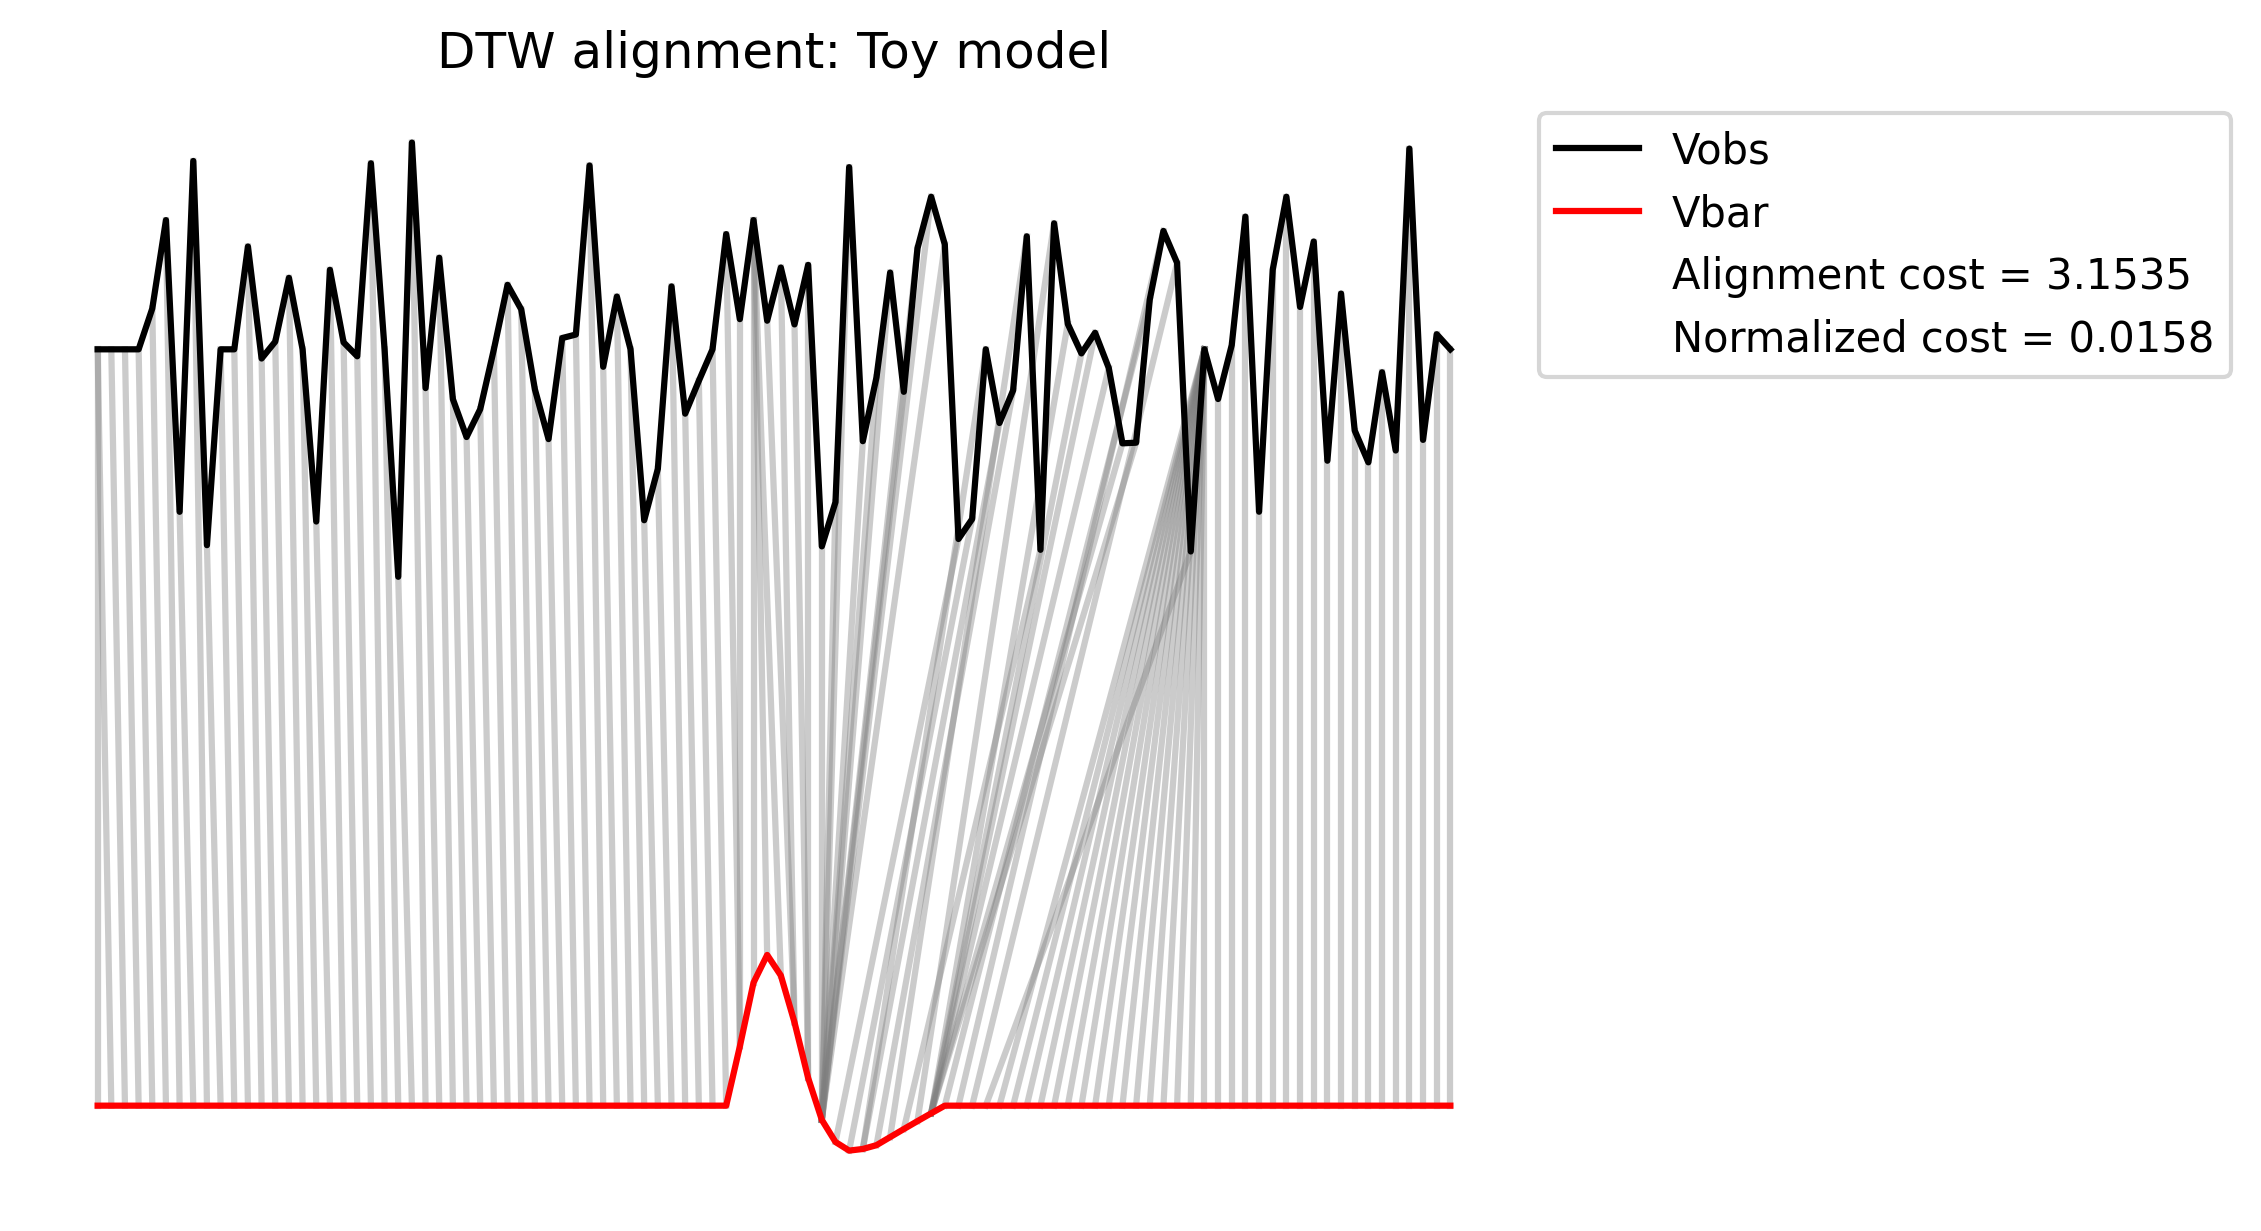 DTW alignment: Toy model
Vobs
Vbar
Alignment cost = 3.1535
Normalized cost = 0.0158